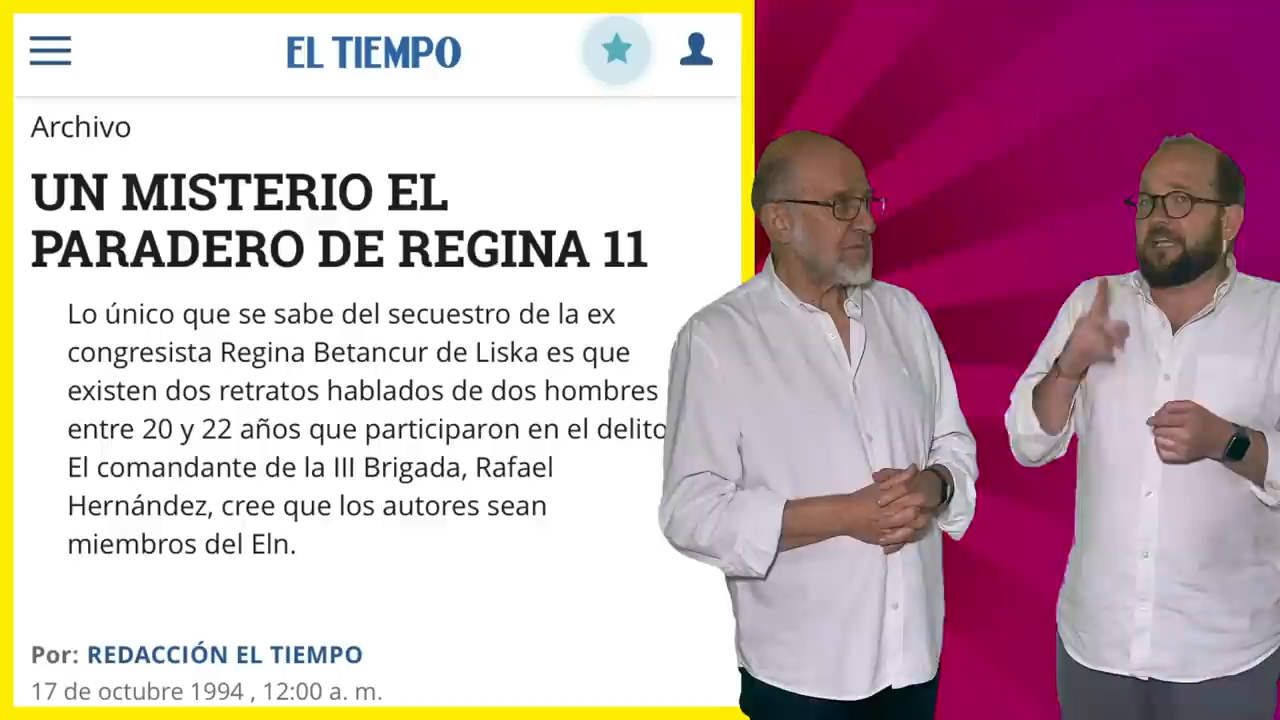 EL TIEMPO
Archivo
UN MISTERIO EL
PARADERO DE REGINA 11
Lo único que se sabe del secuestro de la ex
congresista Regina Betancur de Liska es que
existen dos retratos hablados de dos hombres
entre 20 y 22 años que participaron en el delito
El comandante de la III Brigada, Rafael
Hernández, cree que los autores sean
miembros del Eln.
Por: REDACCIÓN EL TIEMPO
17 de octubre 1994 , 12:00 a. m.